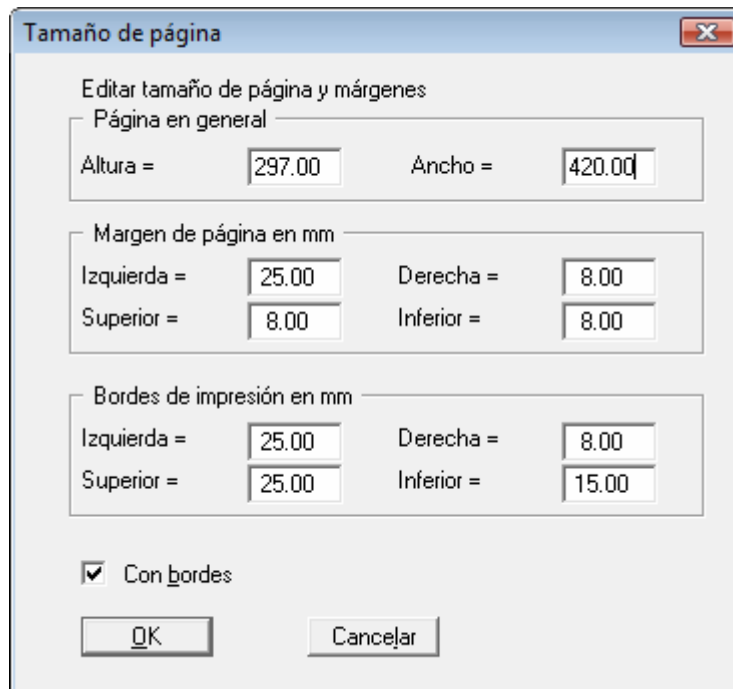 Tamaño de página
Editar tamaño de página y márgenes
Página en general
Altura = 297.00 Ancho = 420.00
Margen de página en mm
Izquierda = 25.00 Derecha = 8.00
Superior = 8.00 Inferior = 8.00
Bordes de impresión en mm
Izquierda = 25.00 Derecha = 8.00
Superior = 25.00 Inferior = 15.00
Con bordes
OK Cancelar